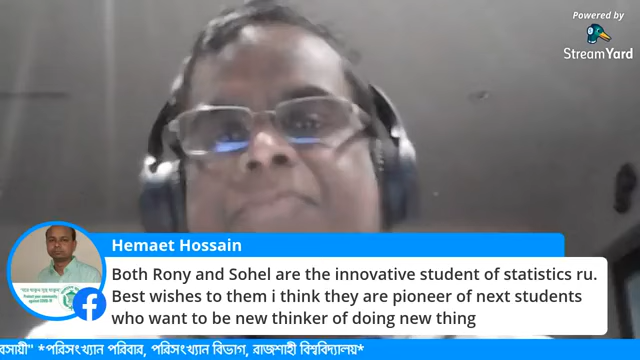 Powered by
StreamYard
Hemaet Hossain
Both Rony and Sohel are the innovative student of statistics ru.
Best wishes to them i think they are pioneer of next students
who want to be new thinker of doing new thing
বসায়ী" *পরিসংখ্যান পরিবার, পরিসংখ্যান বিভাগ, রাজশাহী বিশ্ববিদ্যালয়*